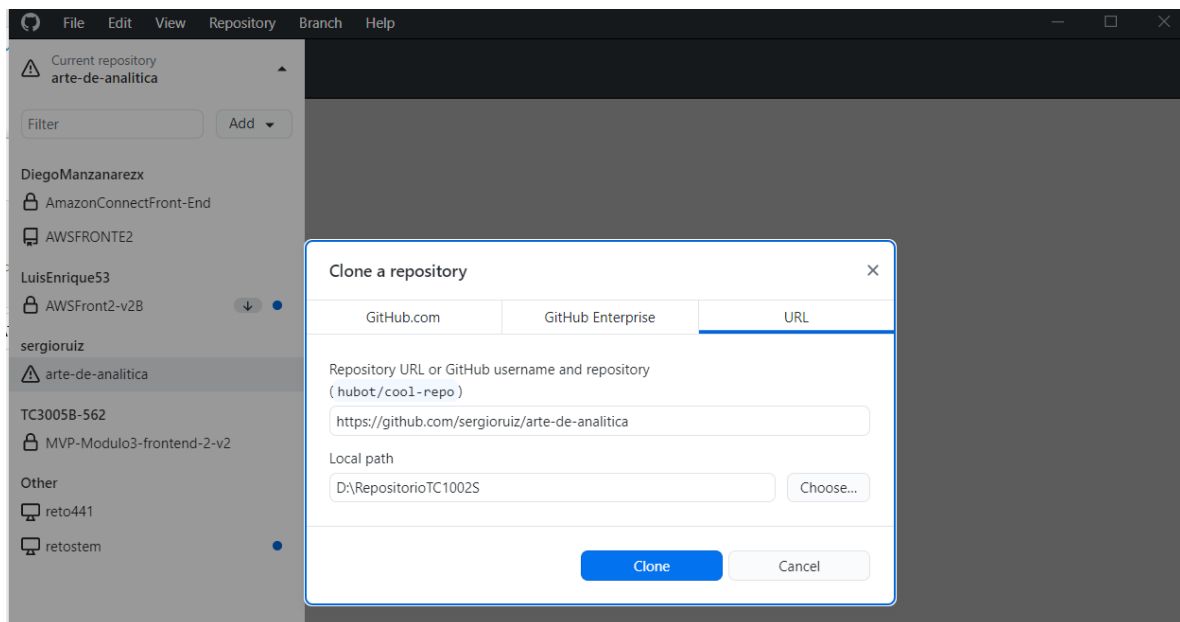 File Edit View Repository Branch Help
Current repository
arte-de-analitica
Filter
Add
DiegoManzanarezx
AmazonConnectFront-End
AWSFRONTE2
LuisEnrique53
AWSFront2-v2B
sergioruiz
arte-de-analitica
TC3005B-562
MVP-Modulo3-frontend-2-v2
Other
reto441
retostem
Clone a repository
GitHub.com GitHub Enterprise URL
Repository URL or GitHub username and repository
(hubot/cool-repo)
https://github.com/sergioruiz/arte-de-analitica
Local path
D:\RepositorioTC1002S
Choose...
Clone Cancel